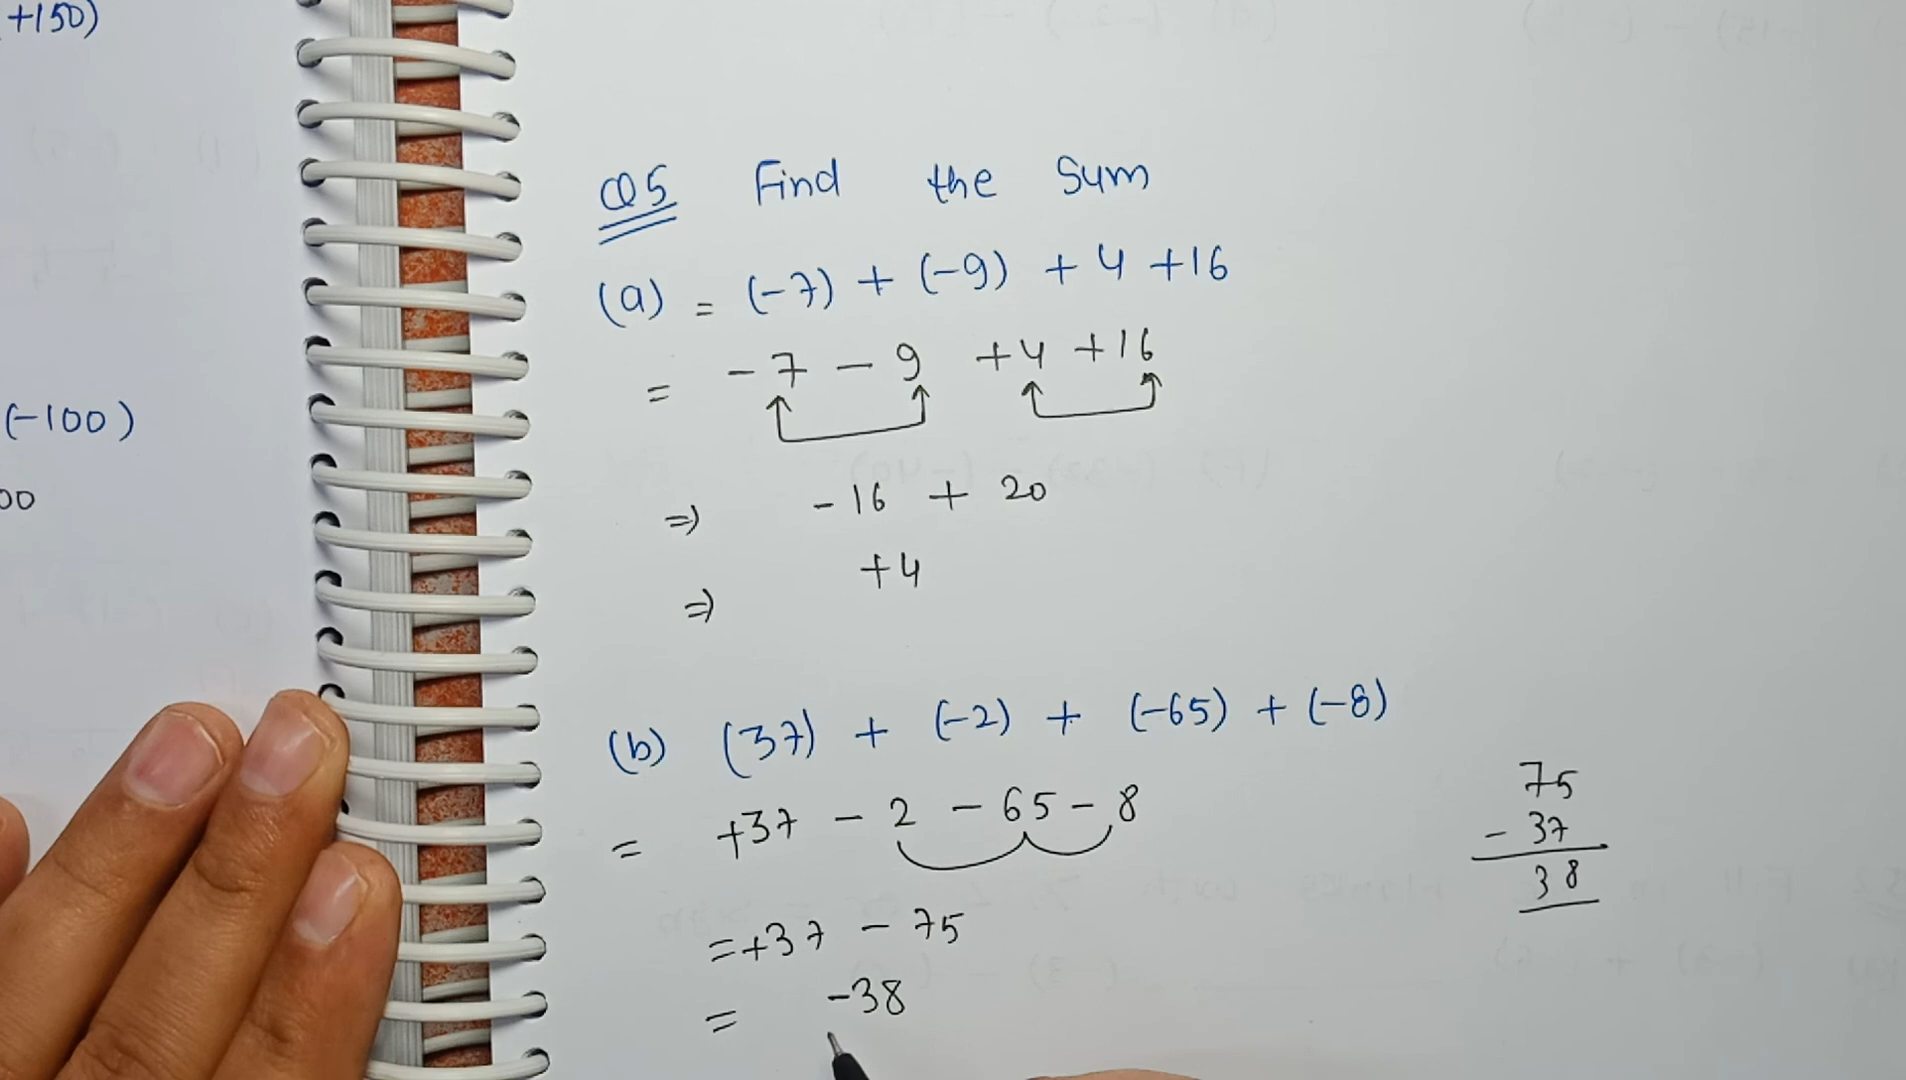 +150)
(-100)
00
Q5 Find the Sum
(a) = (-7) + (-9) + 4 +16
= -7 - 9 +4 +16
⇒ -16 + 20
⇒ +4
(b) (37) + (-2) + (-65) + (-8)
= +37 - 2 - 65 - 8
= +37 - 75
= -38
75
- 37
38